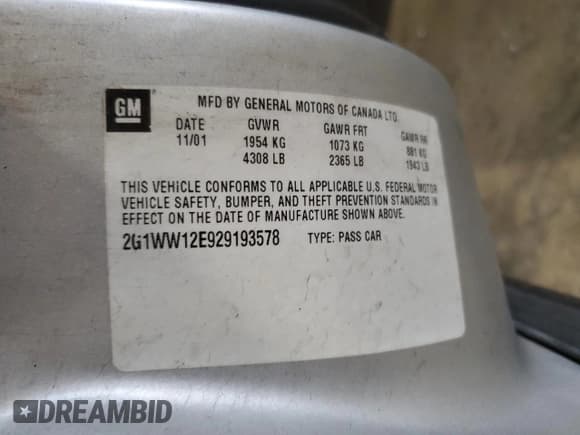 GM
MFD BY GENERAL MOTORS OF CANADA LTD.
DATE GVWR GAWR FRT GAWR RR
11/01 1954 KG 1073 KG 881 KG
4308 LB 2365 LB 1943 LB
THIS VEHICLE CONFORMS TO ALL APPLICABLE U.S. FEDERAL MOTOR
VEHICLE SAFETY, BUMPER, AND THEFT PREVENTION STANDARDS IN
EFFECT ON THE DATE OF MANUFACTURE SHOWN ABOVE.
2G1WW12E929193578 TYPE: PASS CAR
DREAMBID